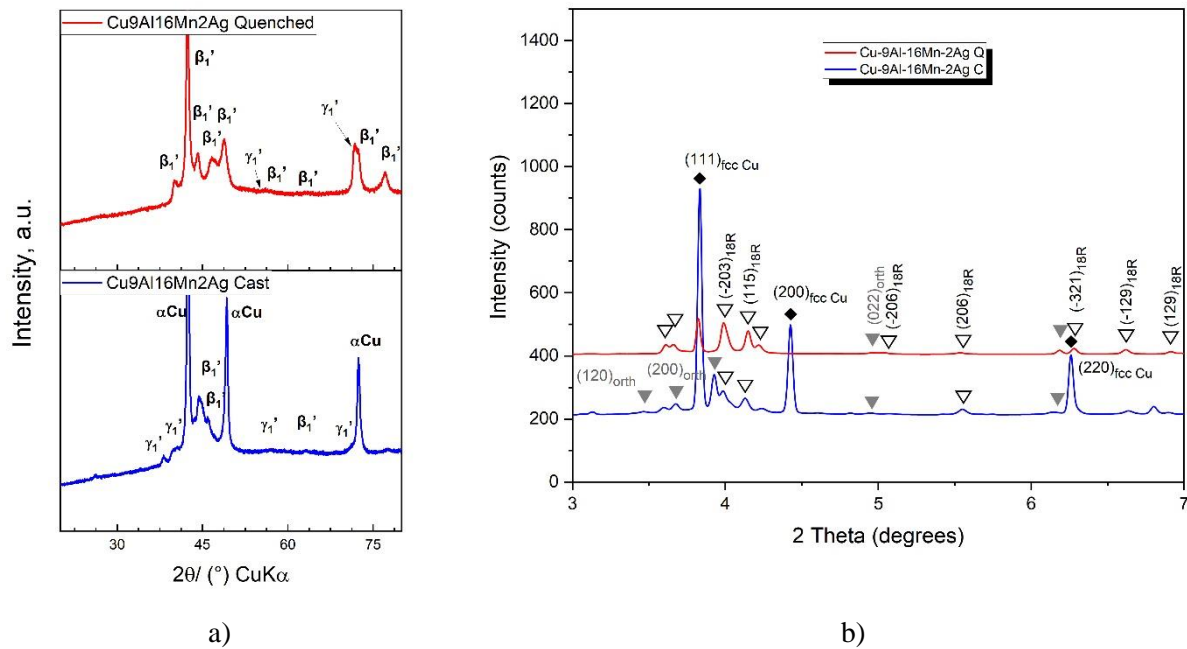 Cu9Al16Mn2Ag Quenched
β₁'
β₁'
β₁'
β₁'
β₁'
γ₁'
β₁'
β₁'
γ₁'
β₁'
β₁'
Cu9Al16Mn2Ag Cast
αCu
αCu
αCu
β₁'
β₁'
γ₁'
γ₁'
γ₁'
β₁'
γ₁'
30
45
60
75
2θ/ (°) CuKα
Intensity, a.u.
a)
1400
1200
1000
800
600
400
200
0
Intensity (counts)
Cu-9Al-16Mn-2Ag Q
Cu-9Al-16Mn-2Ag C
(111)fcc Cu
(-203)18R
(115)18R
(200)fcc Cu
(022)orth
(-206)18R
(206)18R
(-321)18R
(-129)18R
(129)18R
(120)orth
(200)orth
(220)fcc Cu
3
4
5
6
7
2 Theta (degrees)
b)